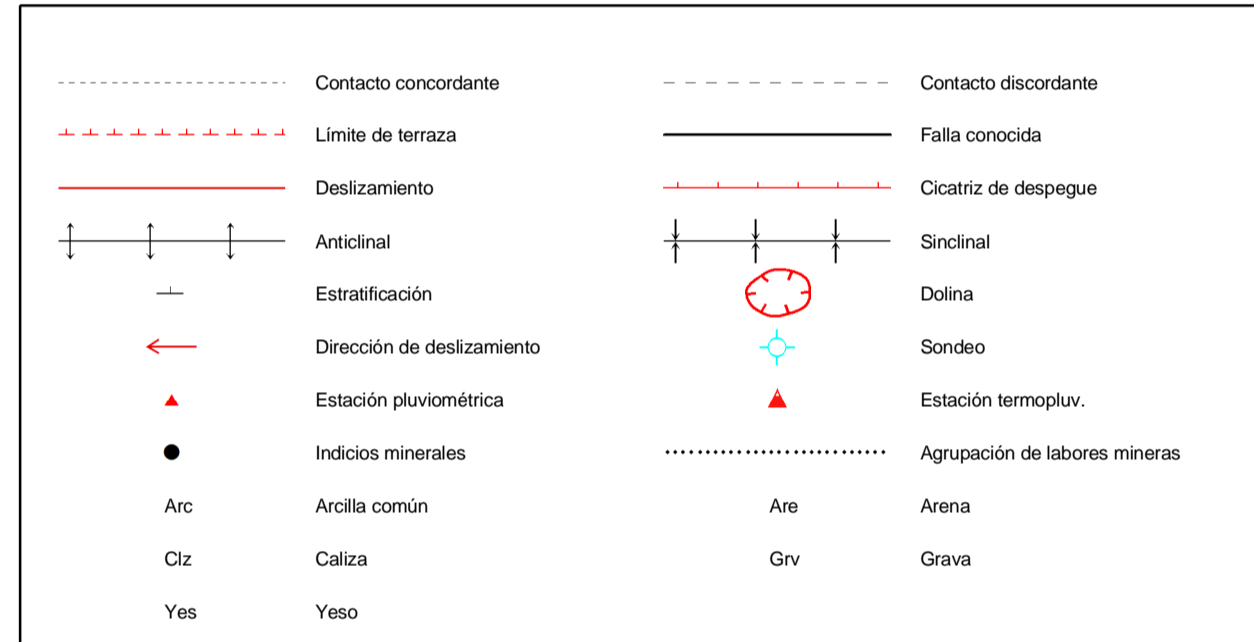 Contacto concordante
Contacto discordante
Límite de terraza
Falla conocida
Deslizamiento
Cicatriz de despegue
Anticlinal
Sinclinal
Estratificación
Dolina
Dirección de deslizamiento
Sondeo
Estación pluviométrica
Estación termopluv.
Indicios minerales
Agrupación de labores mineras
Arc Arcilla común
Are Arena
Clz Caliza
Grv Grava
Yes Yeso